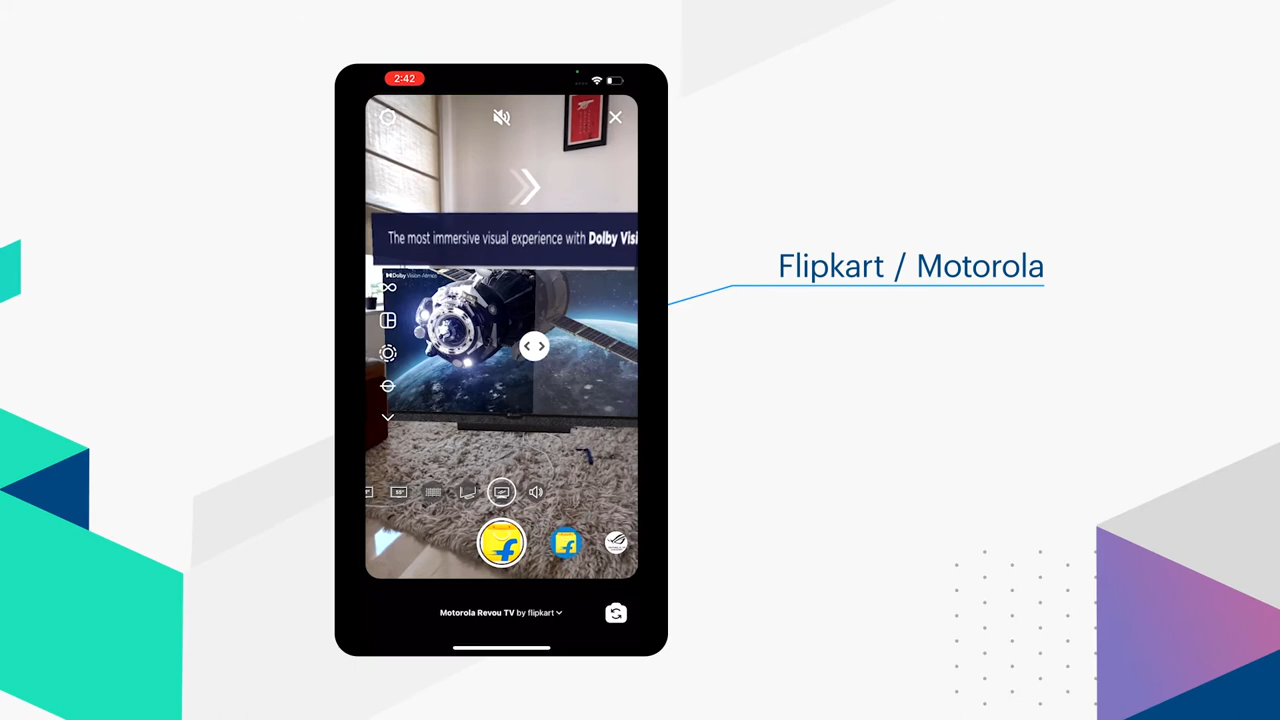 2:42
The most immersive visual experience with Dolby Visi
Dolby Vision Atmos
55"
Motorola Revou TV by flipkart
Flipkart / Motorola